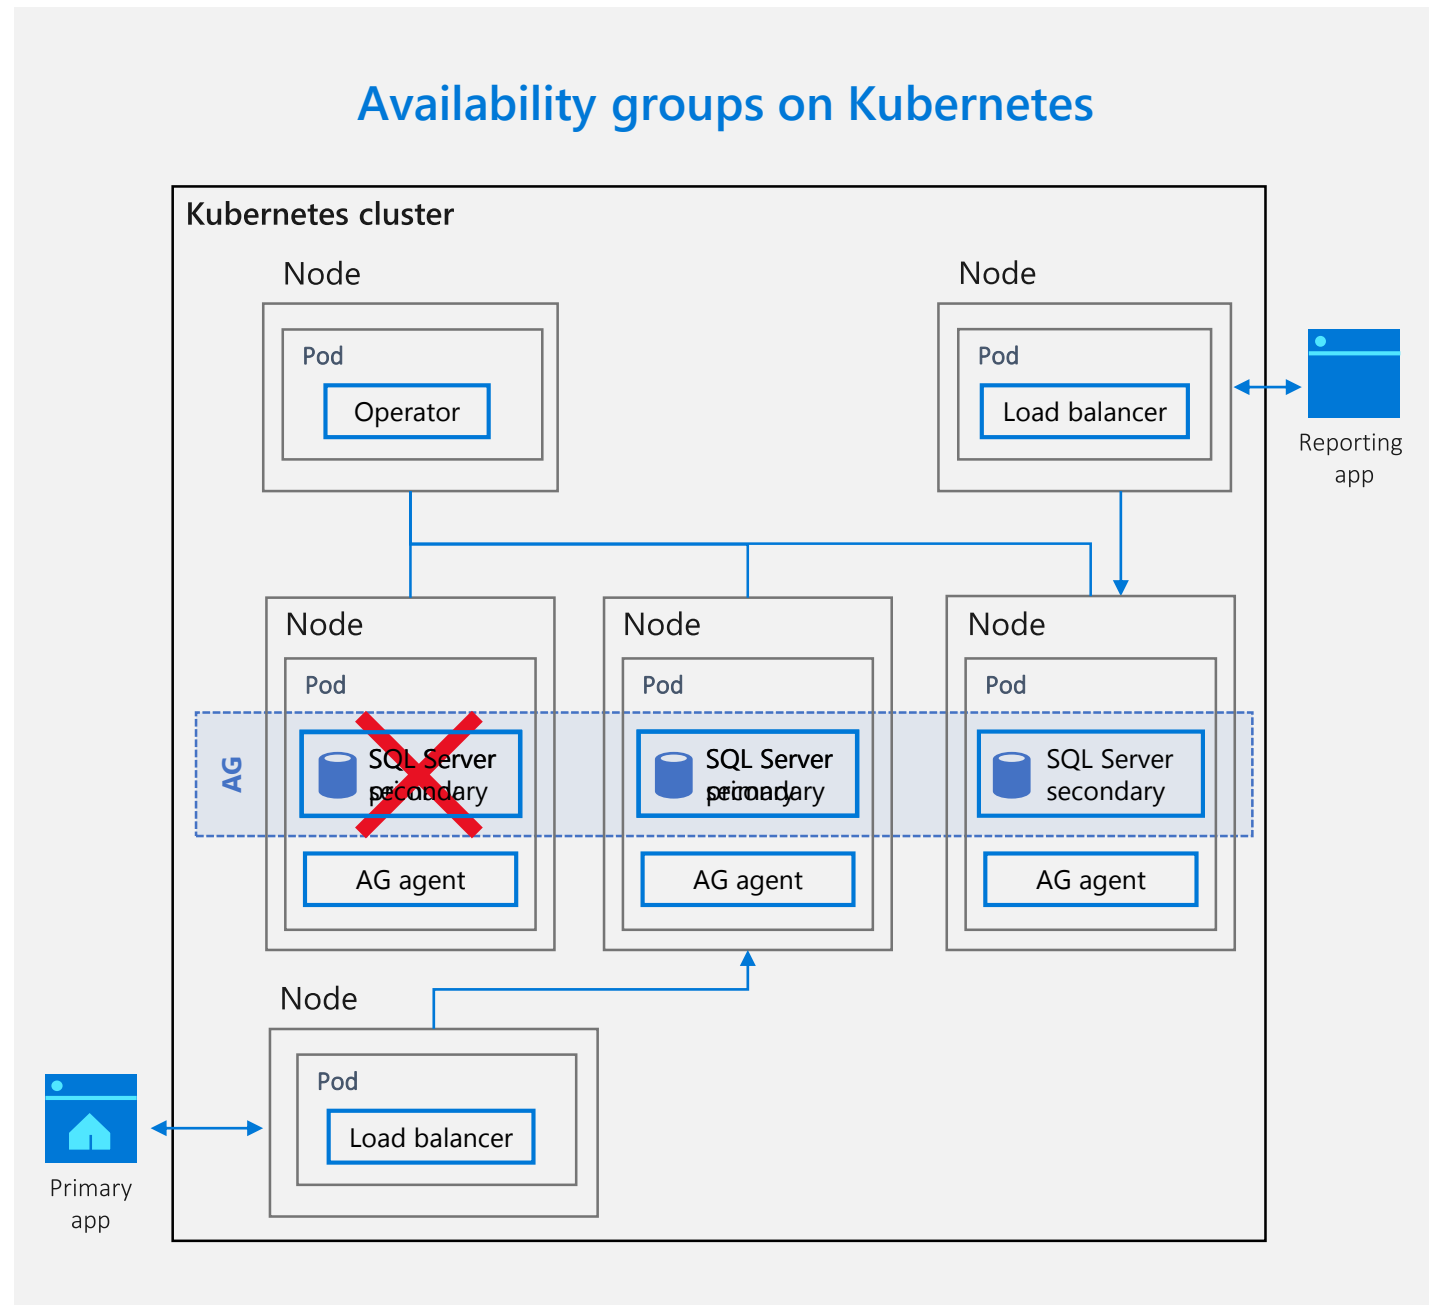 Availability groups on Kubernetes
Kubernetes cluster
Node
Pod
Operator
Node
Pod
Load balancer
Reporting
app
Node
Pod
SQL Server
secondary
AG agent
Node
Pod
SQL Server
secondary
AG agent
Node
Pod
SQL Server
secondary
AG agent
AG
Node
Pod
Load balancer
Primary
app